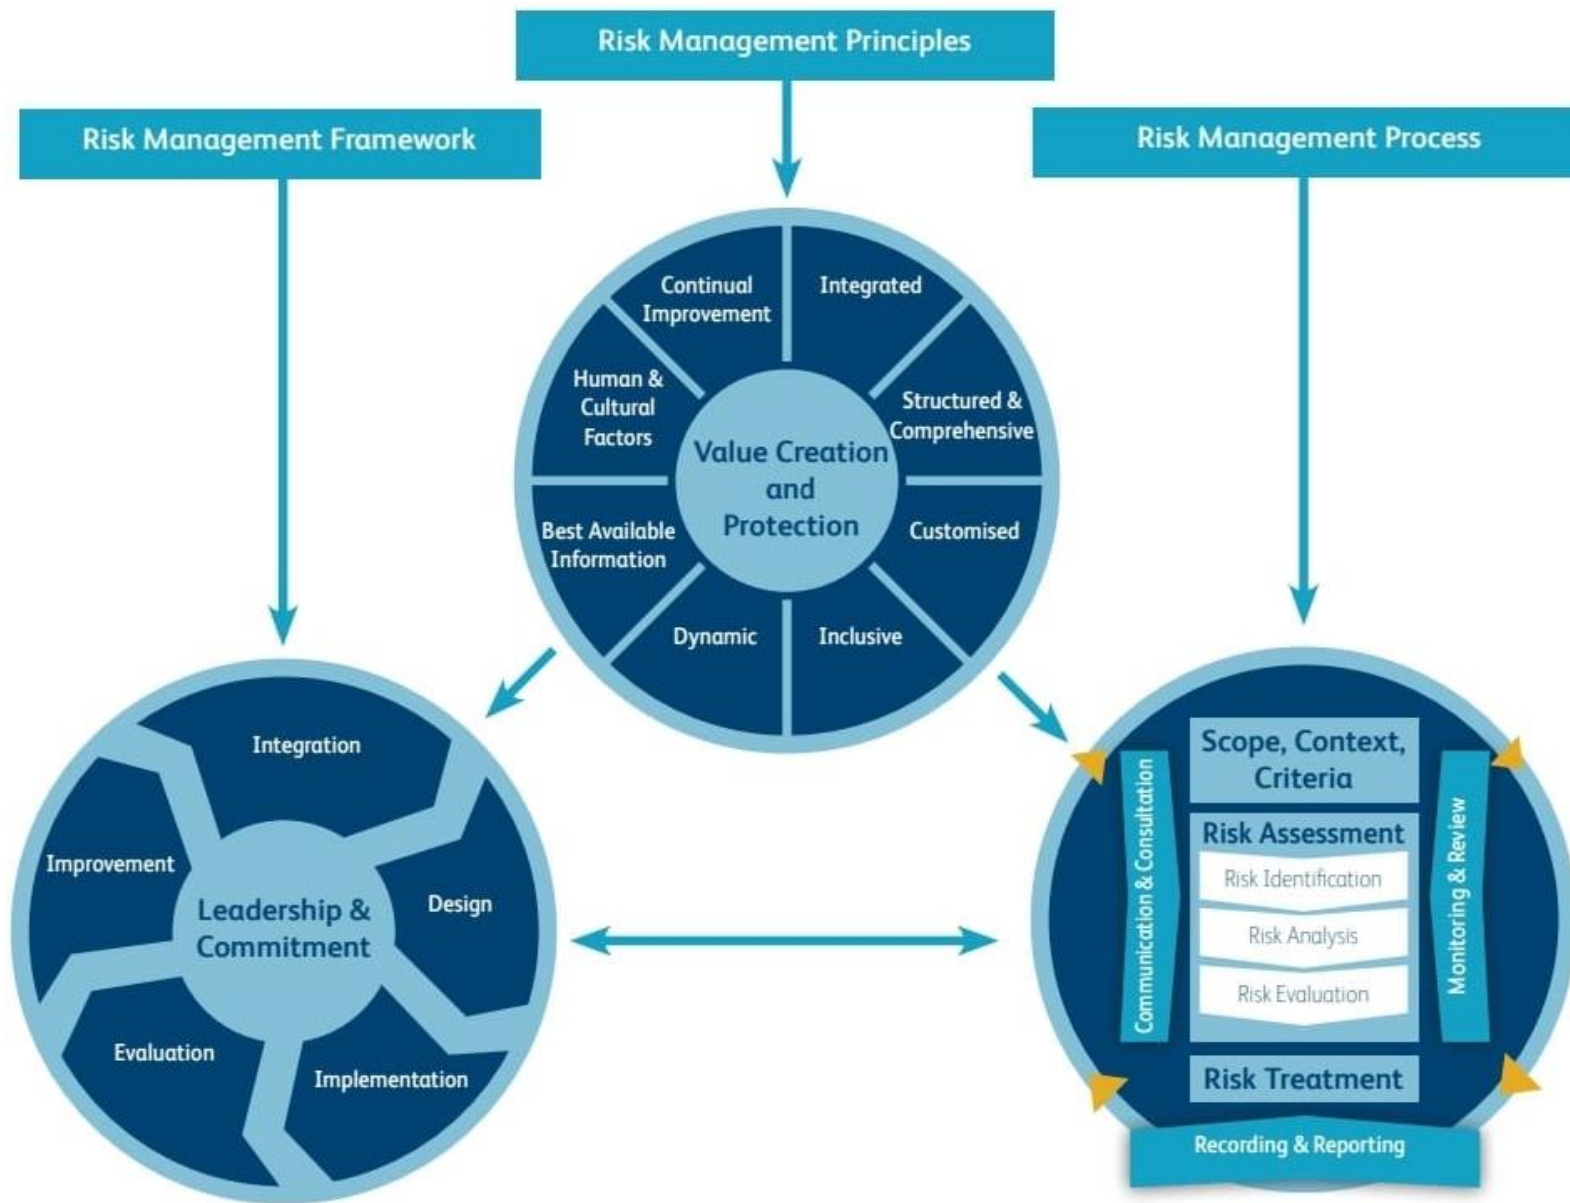 Risk Management Principles
Risk Management Framework
Risk Management Process
Continual
Improvement
Integrated
Human &
Cultural
Factors
Structured &
Comprehensive
Value Creation
and
Protection
Best Available
Information
Customised
Dynamic
Inclusive
Integration
Improvement
Design
Leadership &
Commitment
Evaluation
Implementation
Scope, Context,
Criteria
Communication & Consultation
Risk Assessment
Risk Identification
Risk Analysis
Risk Evaluation
Monitoring & Review
Risk Treatment
Recording & Reporting